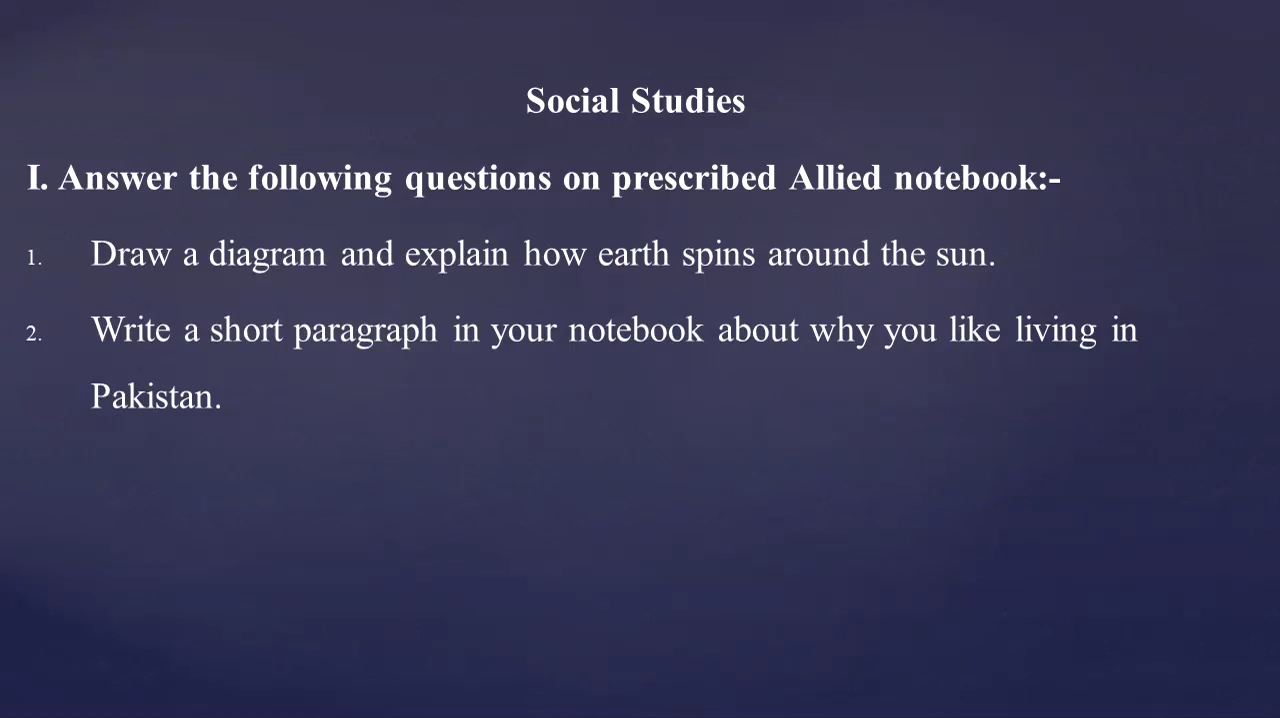 Social Studies
I. Answer the following questions on prescribed Allied notebook:-
1. Draw a diagram and explain how earth spins around the sun.
2. Write a short paragraph in your notebook about why you like living in
Pakistan.